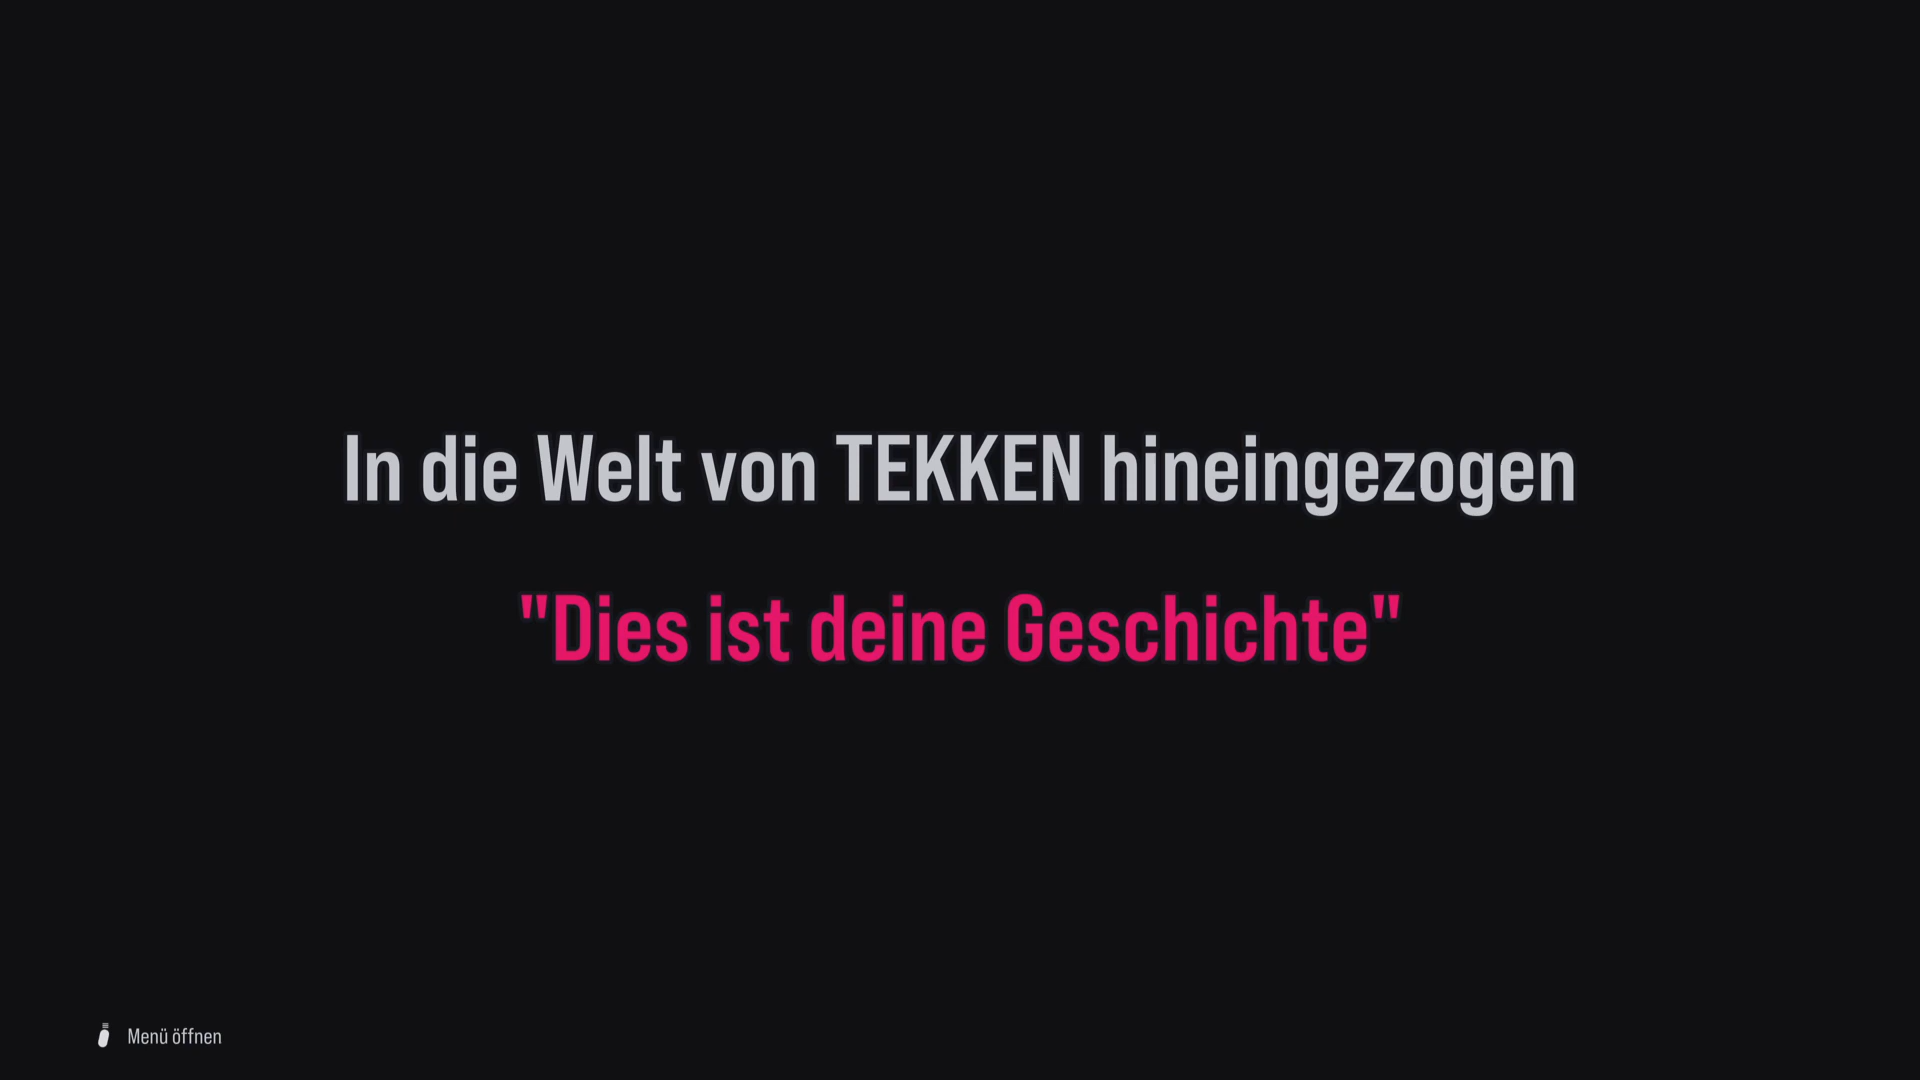 In die Welt von TEKKEN hineingezogen
"Dies ist deine Geschichte"
Menü öffnen